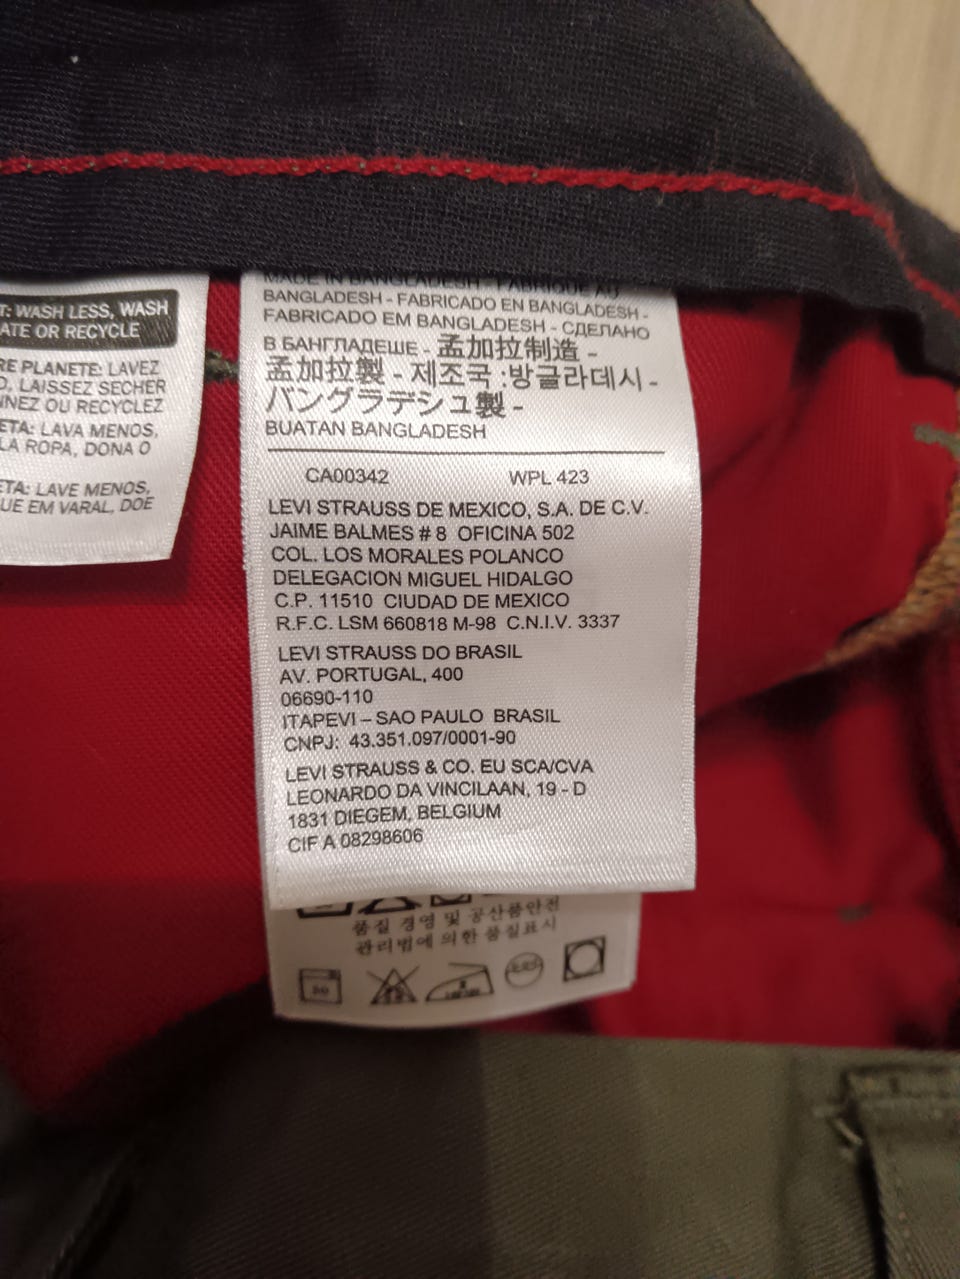 T: WASH LESS, WASH
ATE OR RECYCLE
RE PLANETE: LAVEZ
D, LAISSEZ SECHER
NNEZ OU RECYCLEZ
ETA: LAVA MENOS,
LA ROPA, DONA O
ETA: LAVE MENOS,
UE EM VARAL, DOE
MADE IN BANGLADESH - FABRIQUE AU
BANGLADESH - FABRICADO EN BANGLADESH -
FABRICADO EM BANGLADESH - СДЕЛАНО
В БАНГЛАДЕШЕ - 孟加拉制造 -
孟加拉製 - 제조국 :방글라데시 -
バングラデシュ製 -
BUATAN BANGLADESH
CA00342 WPL 423
LEVI STRAUSS DE MEXICO, S.A. DE C.V.
JAIME BALMES # 8 OFICINA 502
COL. LOS MORALES POLANCO
DELEGACION MIGUEL HIDALGO
C.P. 11510 CIUDAD DE MEXICO
R.F.C. LSM 660818 M-98 C.N.I.V. 3337
LEVI STRAUSS DO BRASIL
AV. PORTUGAL, 400
06690-110
ITAPEVI – SAO PAULO BRASIL
CNPJ: 43.351.097/0001-90
LEVI STRAUSS & CO. EU SCA/CVA
LEONARDO DA VINCILAAN, 19 - D
1831 DIEGEM, BELGIUM
CIF A 08298606
품질 경영 및 공산품안전
관리법에 의한 품질표시